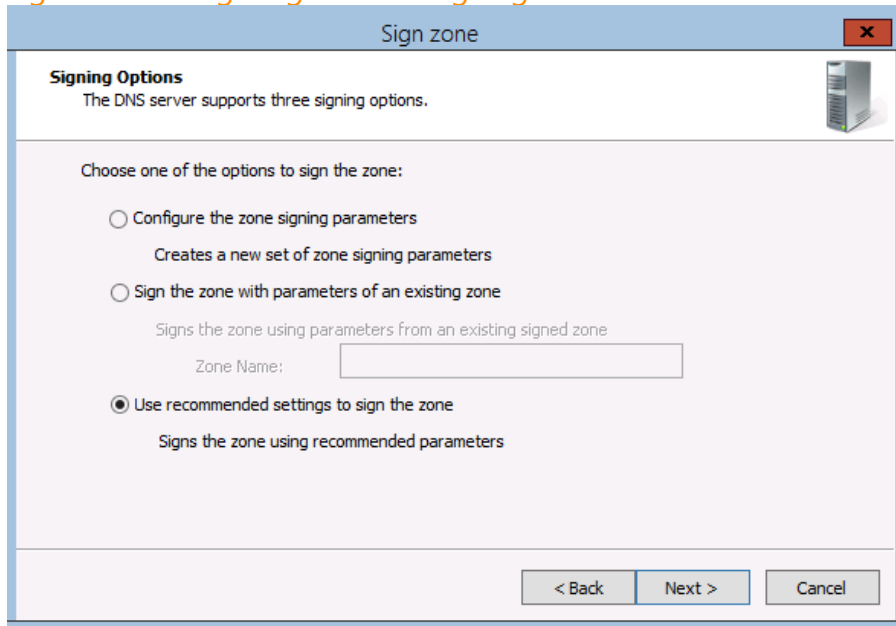 Sign zone
x
Signing Options
The DNS server supports three signing options.
Choose one of the options to sign the zone:
Configure the zone signing parameters
Creates a new set of zone signing parameters
Sign the zone with parameters of an existing zone
Signs the zone using parameters from an existing signed zone
Zone Name:
Use recommended settings to sign the zone
Signs the zone using recommended parameters
< Back Next > Cancel